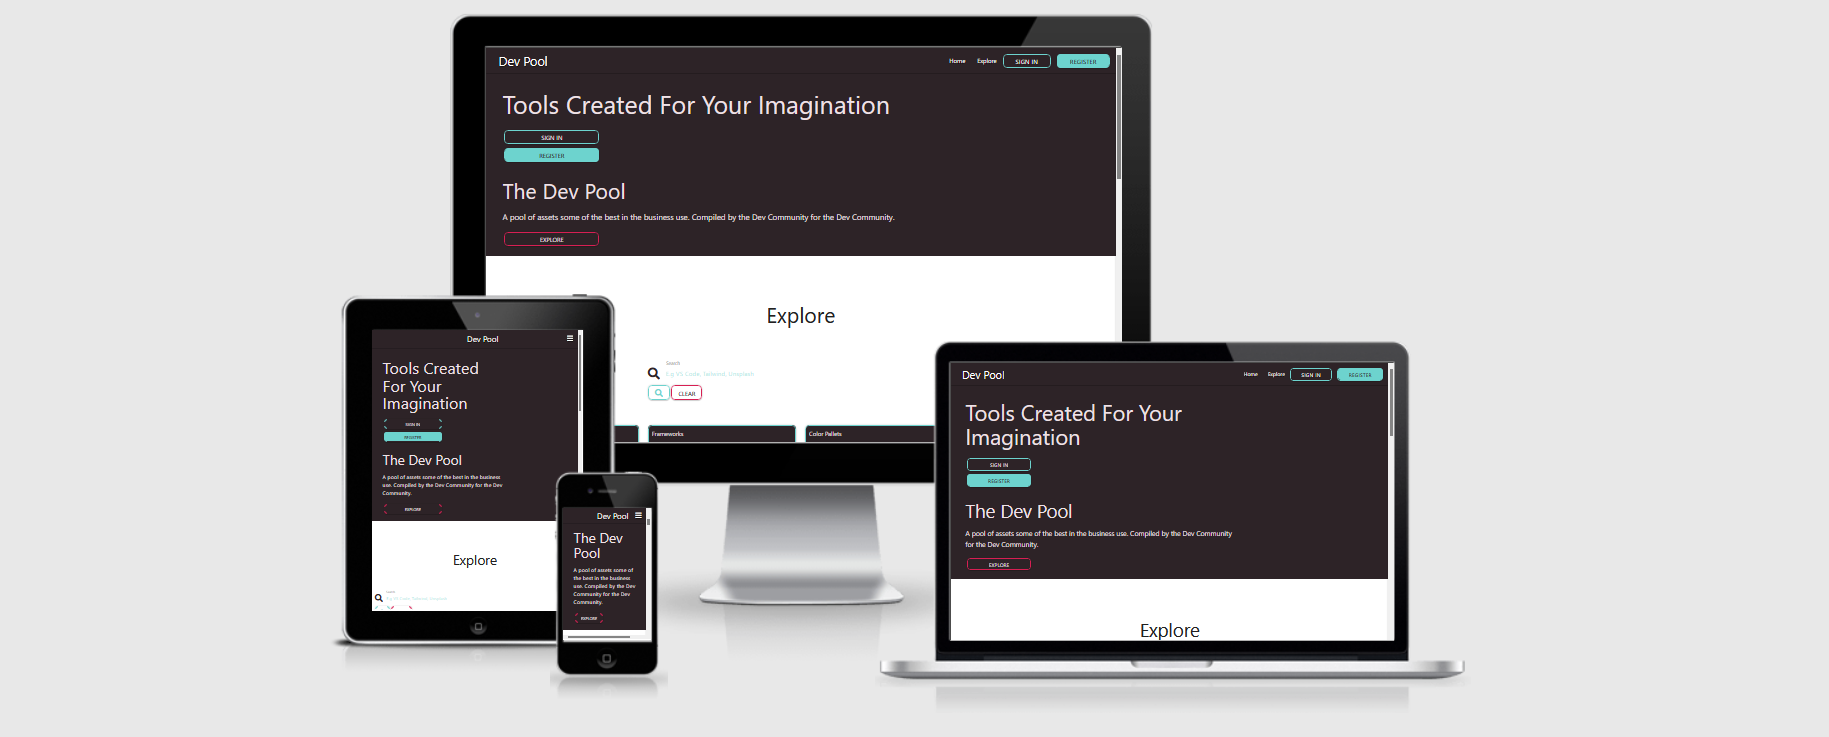 Dev Pool
Home Explore SIGN IN REGISTER
Tools Created For Your Imagination
SIGN IN
REGISTER
The Dev Pool
A pool of assets some of the best in the business use. Compiled by the Dev Community for the Dev Community.
EXPLORE
Explore
Search
E.g VS Code, Tailwind, Unsplash
CLEAR
Frameworks
Color Pallets
Dev Pool
Tools Created
For Your
Imagination
SIGN IN
REGISTER
The Dev Pool
A pool of assets some of the best in the business
use. Compiled by the Dev Community for the Dev
Community.
EXPLORE
Explore
Search
E.g VS Code, Tailwind, Unsplash
Dev Pool
The Dev
Pool
A pool of assets some of
the best in the business
use. Compiled by the Dev
Community for the Dev
Community.
EXPLORE
Dev Pool
Home Explore SIGN IN REGISTER
Tools Created For Your
Imagination
SIGN IN
REGISTER
The Dev Pool
A pool of assets some of the best in the business use. Compiled by the Dev Community
for the Dev Community.
EXPLORE
Explore